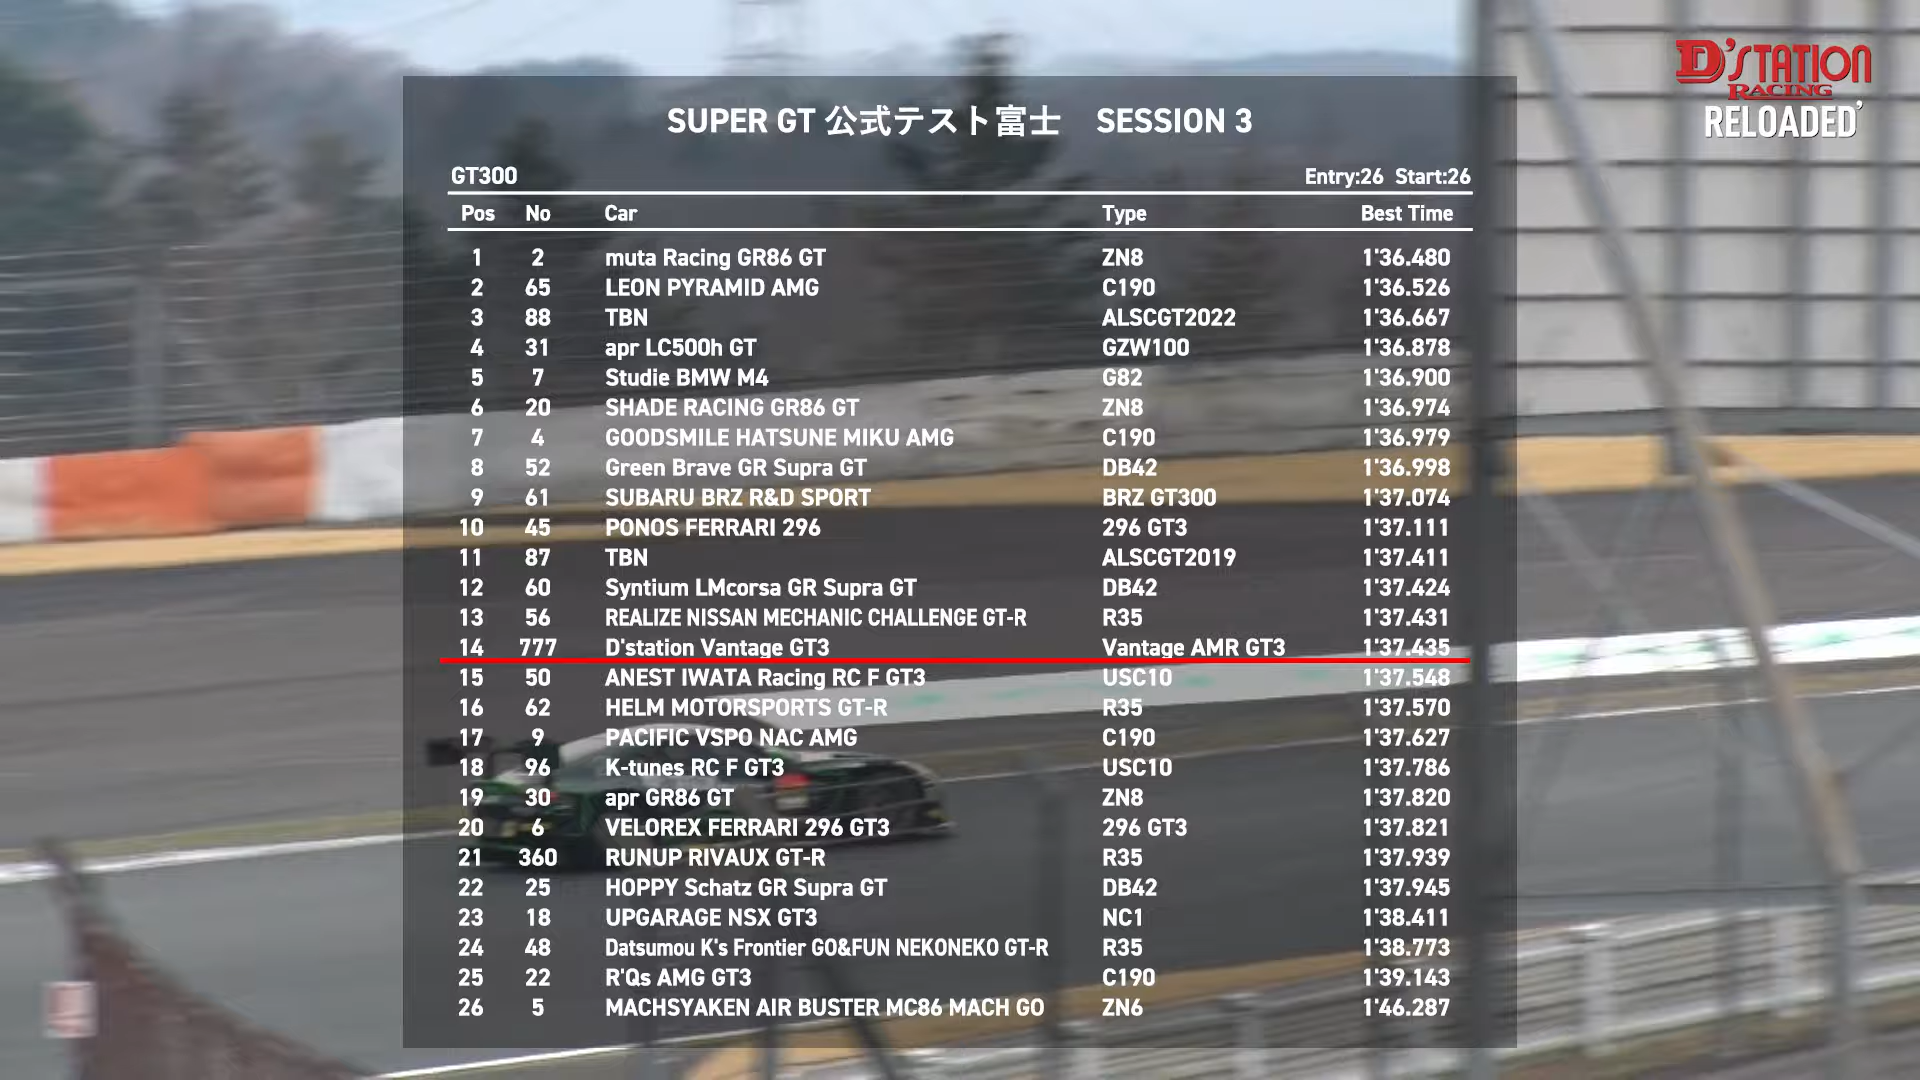 D'STATION
RACING
RELOADED'
SUPER GT 公式テスト富士 SESSION 3
GT300 Entry:26 Start:26
Pos No Car Type Best Time
1 2 muta Racing GR86 GT ZN8 1'36.480
2 65 LEON PYRAMID AMG C190 1'36.526
3 88 TBN ALSCGT2022 1'36.667
4 31 apr LC500h GT GZW100 1'36.878
5 7 Studie BMW M4 G82 1'36.900
6 20 SHADE RACING GR86 GT ZN8 1'36.974
7 4 GOODSMILE HATSUNE MIKU AMG C190 1'36.979
8 52 Green Brave GR Supra GT DB42 1'36.998
9 61 SUBARU BRZ R&D SPORT BRZ GT300 1'37.074
10 45 PONOS FERRARI 296 296 GT3 1'37.111
11 87 TBN ALSCGT2019 1'37.411
12 60 Syntium LMcorsa GR Supra GT DB42 1'37.424
13 56 REALIZE NISSAN MECHANIC CHALLENGE GT-R R35 1'37.431
14 777 D'station Vantage GT3 Vantage AMR GT3 1'37.435
15 50 ANEST IWATA Racing RC F GT3 USC10 1'37.548
16 62 HELM MOTORSPORTS GT-R R35 1'37.570
17 9 PACIFIC VSPO NAC AMG C190 1'37.627
18 96 K-tunes RC F GT3 USC10 1'37.786
19 30 apr GR86 GT ZN8 1'37.820
20 6 VELOREX FERRARI 296 GT3 296 GT3 1'37.821
21 360 RUNUP RIVAUX GT-R R35 1'37.939
22 25 HOPPY Schatz GR Supra GT DB42 1'37.945
23 18 UPGARAGE NSX GT3 NC1 1'38.411
24 48 Datsumou K's Frontier GO&FUN NEKONEKO GT-R R35 1'38.773
25 22 R'Qs AMG GT3 C190 1'39.143
26 5 MACHSYAKEN AIR BUSTER MC86 MACH GO ZN6 1'46.287